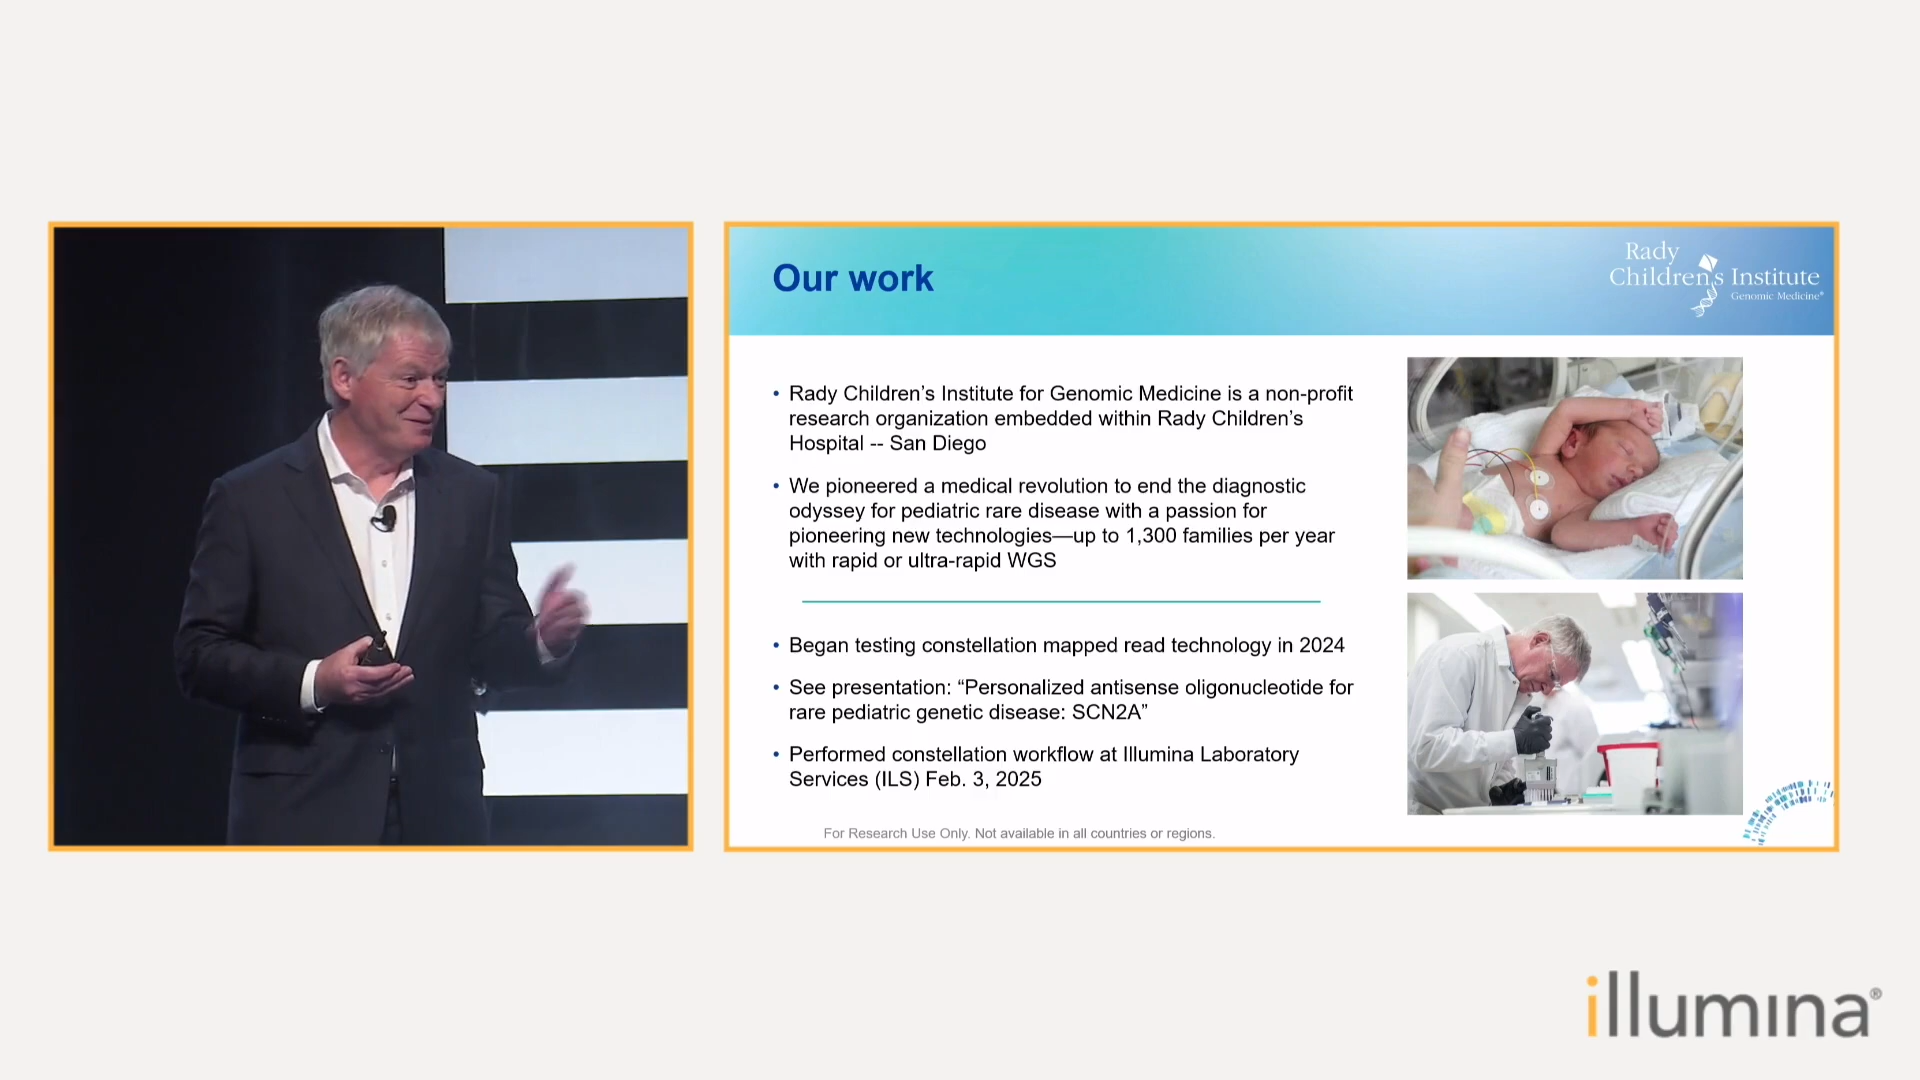 Our work
Rady
Children's Institute
Genomic Medicine®
• Rady Children’s Institute for Genomic Medicine is a non-profit
research organization embedded within Rady Children’s
Hospital -- San Diego
• We pioneered a medical revolution to end the diagnostic
odyssey for pediatric rare disease with a passion for
pioneering new technologies—up to 1,300 families per year
with rapid or ultra-rapid WGS
• Began testing constellation mapped read technology in 2024
• See presentation: “Personalized antisense oligonucleotide for
rare pediatric genetic disease: SCN2A”
• Performed constellation workflow at Illumina Laboratory
Services (ILS) Feb. 3, 2025
For Research Use Only. Not available in all countries or regions.
illumina®